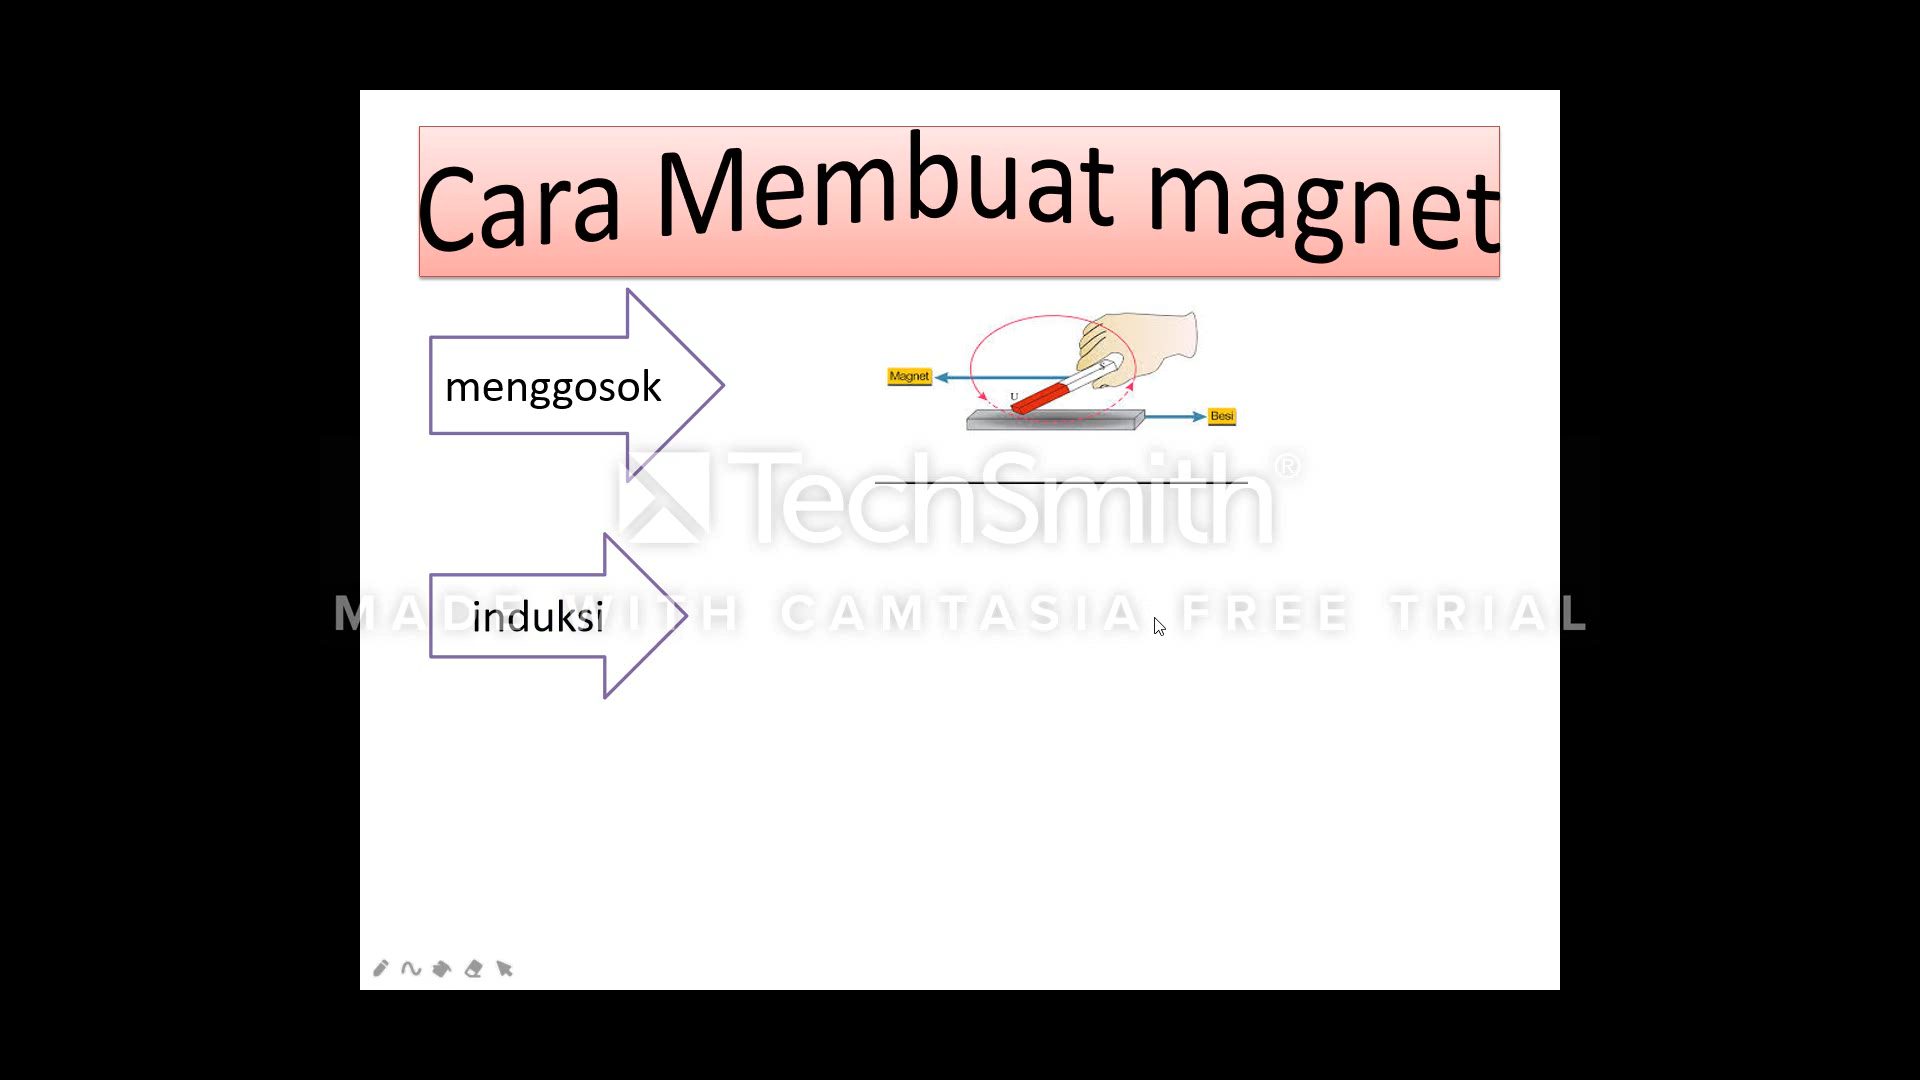 Cara Membuat magnet
menggosok
Magnet
U
Besi
TechSmith®
induksi
MADE WITH CAMTASIA FREE TRIAL